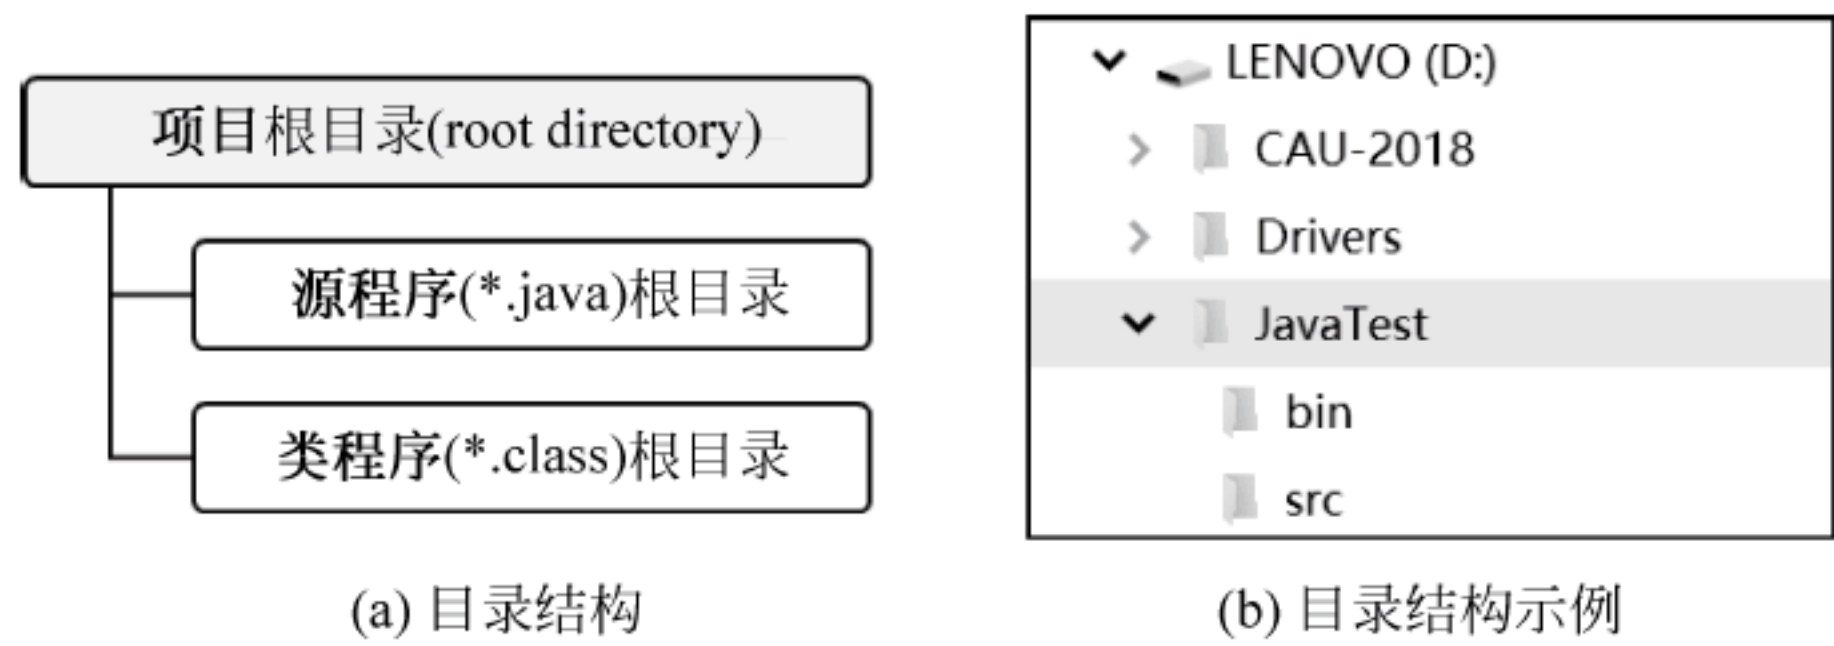 项目根目录(root directory)
源程序(*.java)根目录
类程序(*.class)根目录
(a) 目录结构
LENOVO (D:)
CAU-2018
Drivers
JavaTest
bin
src
(b) 目录结构示例